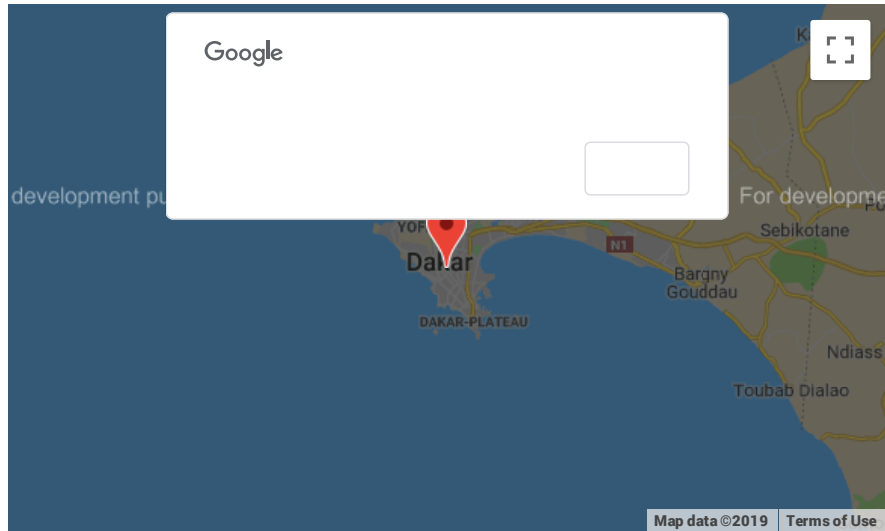 Google
development pu
For developme
Sebikotane
YOF
N1
Dakar
Bargny
Gouddau
DAKAR-PLATEAU
Ndiass
Toubab Dialao
Map data ©2019
Terms of Use